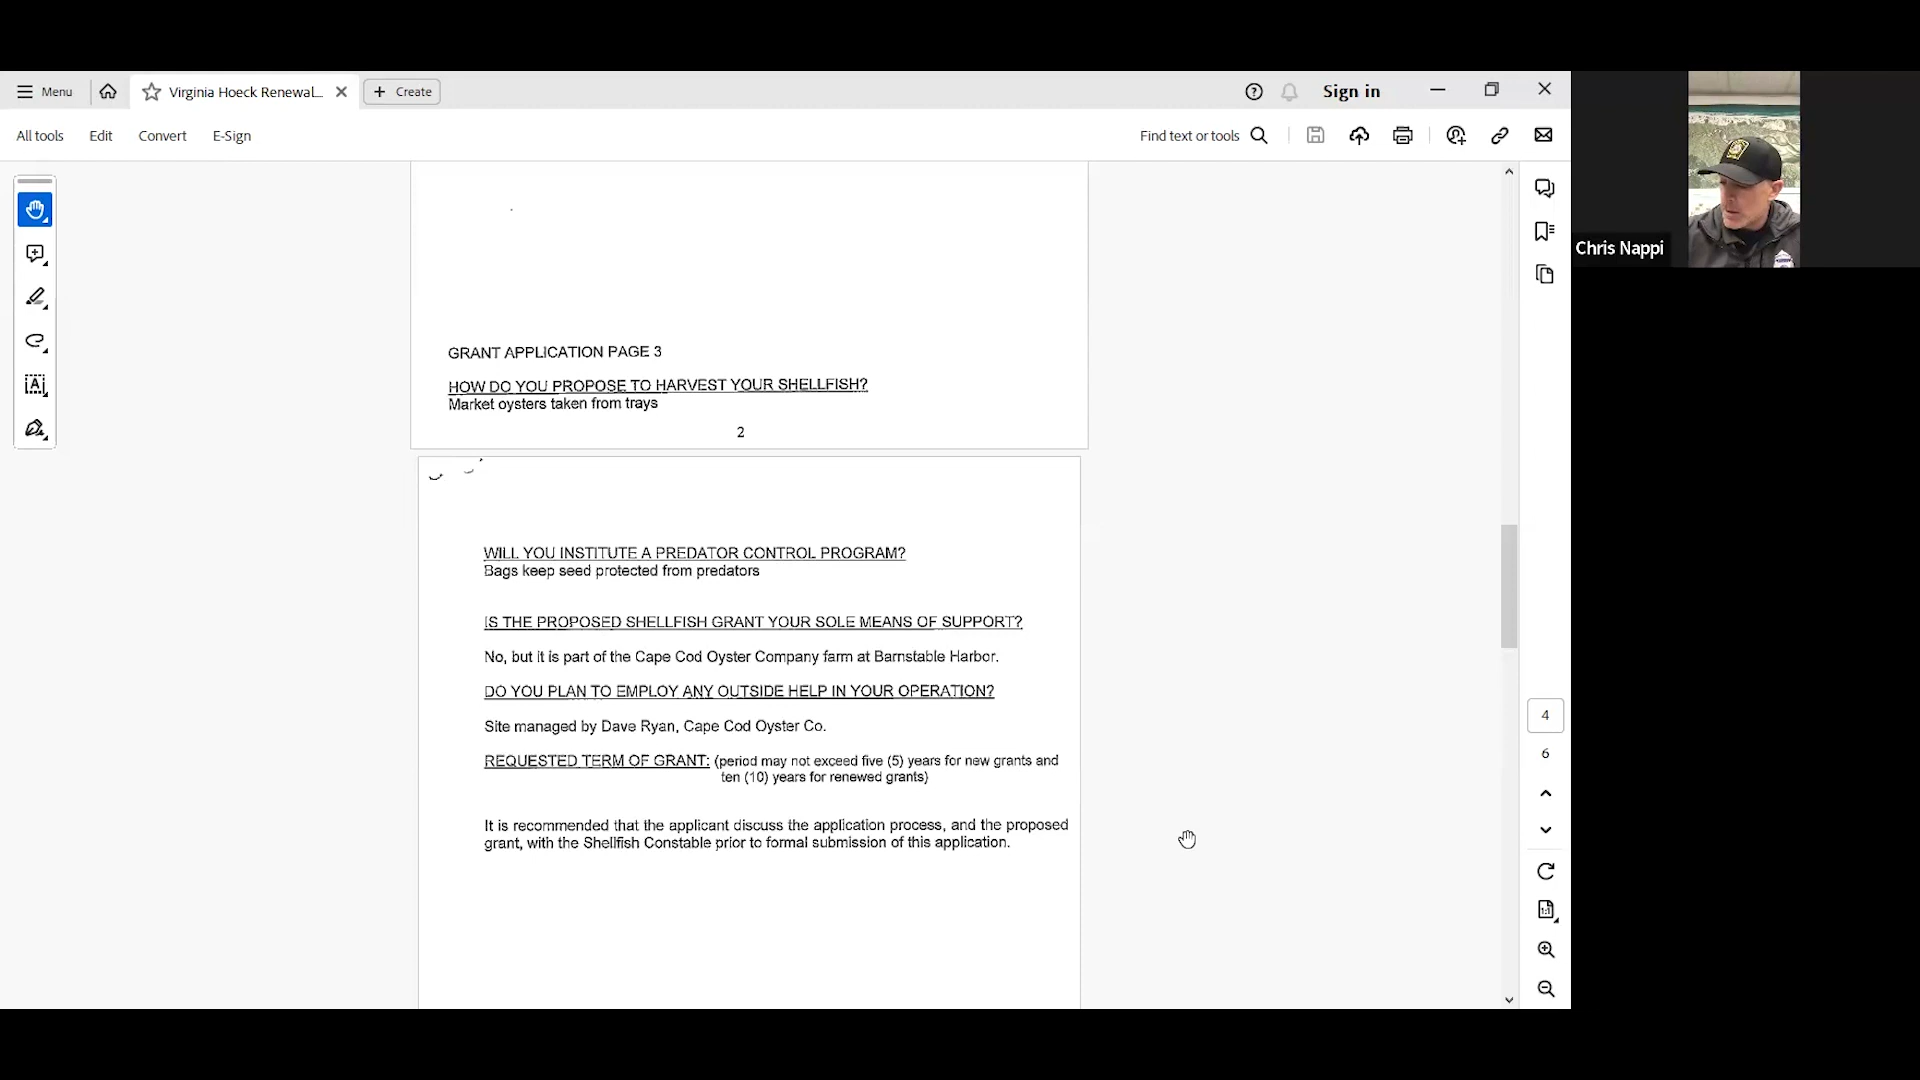 Menu
Virginia Hoeck Renewal...
Create
Sign in
All tools
Edit
Convert
E-Sign
Find text or tools
GRANT APPLICATION PAGE 3
HOW DO YOU PROPOSE TO HARVEST YOUR SHELLFISH?
Market oysters taken from trays
2
WILL YOU INSTITUTE A PREDATOR CONTROL PROGRAM?
Bags keep seed protected from predators
IS THE PROPOSED SHELLFISH GRANT YOUR SOLE MEANS OF SUPPORT?
No, but it is part of the Cape Cod Oyster Company farm at Barnstable Harbor.
DO YOU PLAN TO EMPLOY ANY OUTSIDE HELP IN YOUR OPERATION?
Site managed by Dave Ryan, Cape Cod Oyster Co.
REQUESTED TERM OF GRANT: (period may not exceed five (5) years for new grants and
ten (10) years for renewed grants)
It is recommended that the applicant discuss the application process, and the proposed
grant, with the Shellfish Constable prior to formal submission of this application.
4
6
1:1
Chris Nappi